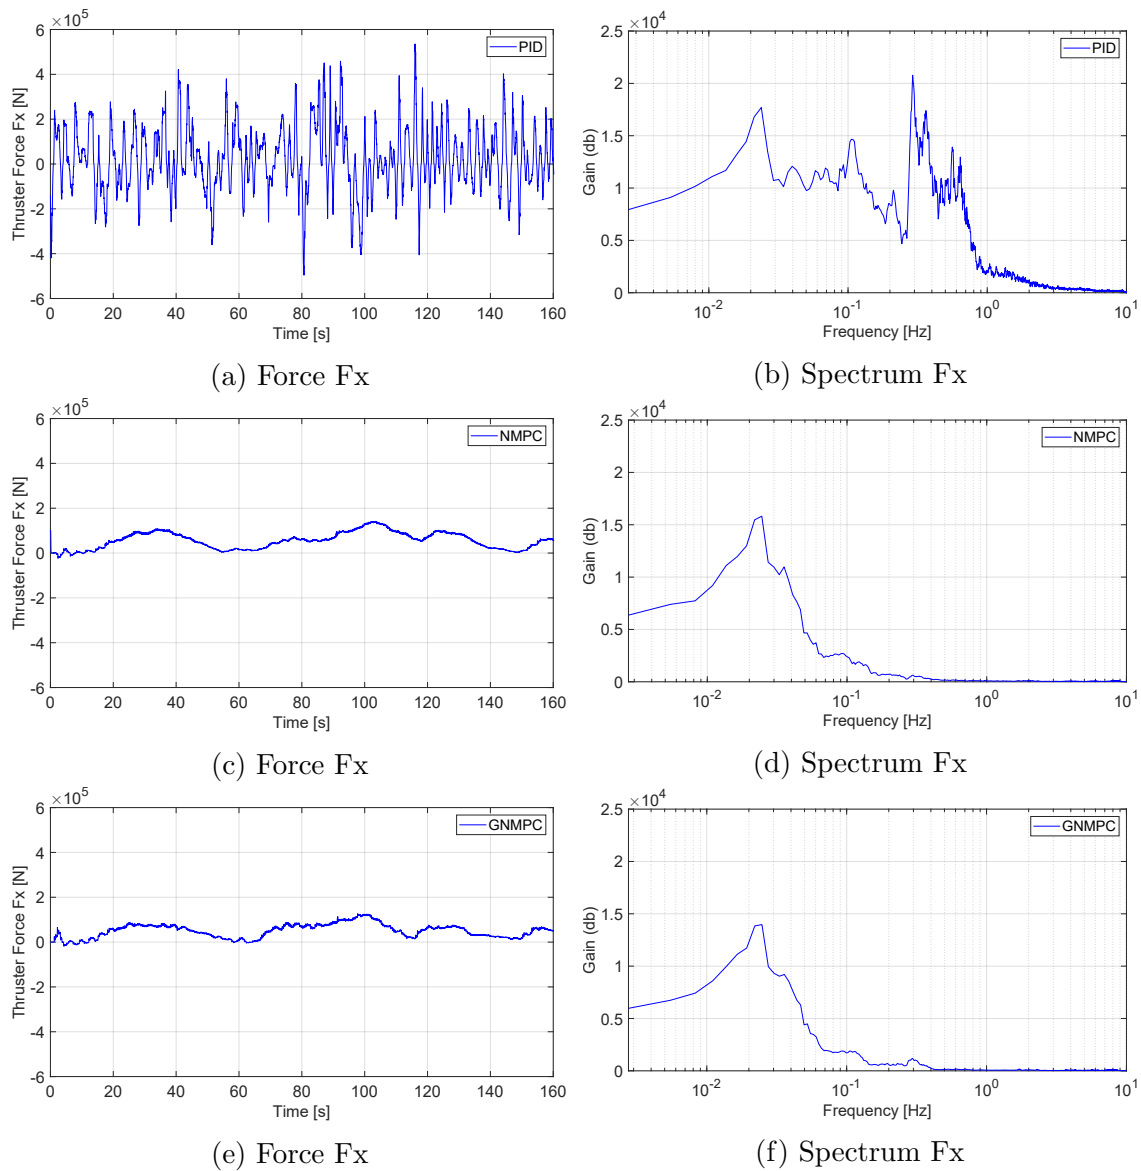 ×10^5
PID
Thruster Force Fx [N]
6
4
2
0
-2
-4
-6
0 20 40 60 80 100 120 140 160
Time [s]
(a) Force Fx
×10^4
PID
Gain (db)
2.5
2
1.5
1
0.5
0
10^-2 10^-1 10^0 10^1
Frequency [Hz]
(b) Spectrum Fx
×10^5
NMPC
Thruster Force Fx [N]
6
4
2
0
-2
-4
-6
0 20 40 60 80 100 120 140 160
Time [s]
(c) Force Fx
×10^4
NMPC
Gain (db)
2.5
2
1.5
1
0.5
0
10^-2 10^-1 10^0 10^1
Frequency [Hz]
(d) Spectrum Fx
×10^5
GNMPC
Thruster Force Fx [N]
6
4
2
0
-2
-4
-6
0 20 40 60 80 100 120 140 160
Time [s]
(e) Force Fx
×10^4
GNMPC
Gain (db)
2.5
2
1.5
1
0.5
0
10^-2 10^-1 10^0 10^1
Frequency [Hz]
(f) Spectrum Fx